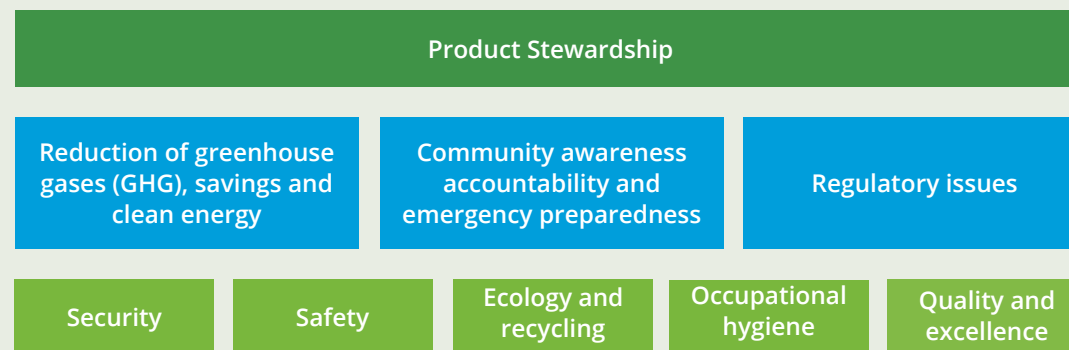 Product Stewardship
Reduction of greenhouse
gases (GHG), savings and
clean energy
Community awareness
accountability and
emergency preparedness
Regulatory issues
Security
Safety
Ecology and
recycling
Occupational
hygiene
Quality and
excellence